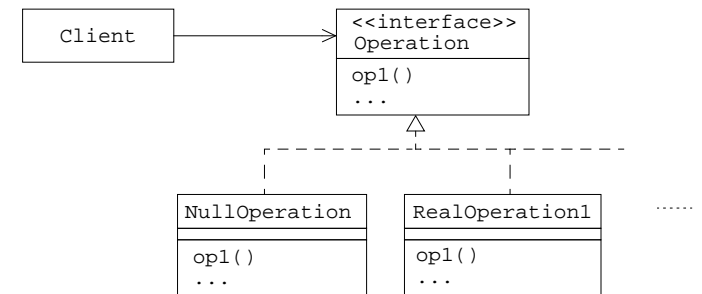 Client
<<interface>>
Operation
op1()
...
NullOperation
op1()
...
RealOperation1
op1()
...
......